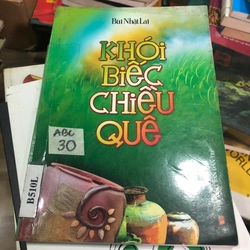 Bùi Nhật Lai
KHÓI
BIẾC
CHIỀU
QUÊ
ABC
30
B510L